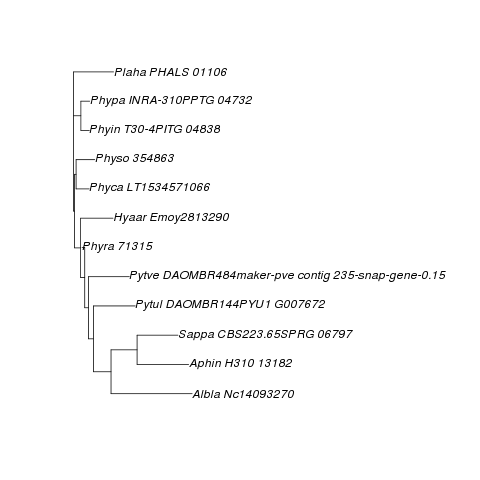 Plaha PHALS 01106
Phypa INRA-310PPTG 04732
Phyin T30-4PITG 04838
Physo 354863
Phyca LT1534571066
Hyaar Emoy2813290
Phyra 71315
Pytve DAOMBR484maker-pve contig 235-snap-gene-0.15
Pytul DAOMBR144PYU1 G007672
Sappa CBS223.65SPRG 06797
Aphin H310 13182
Albla Nc14093270